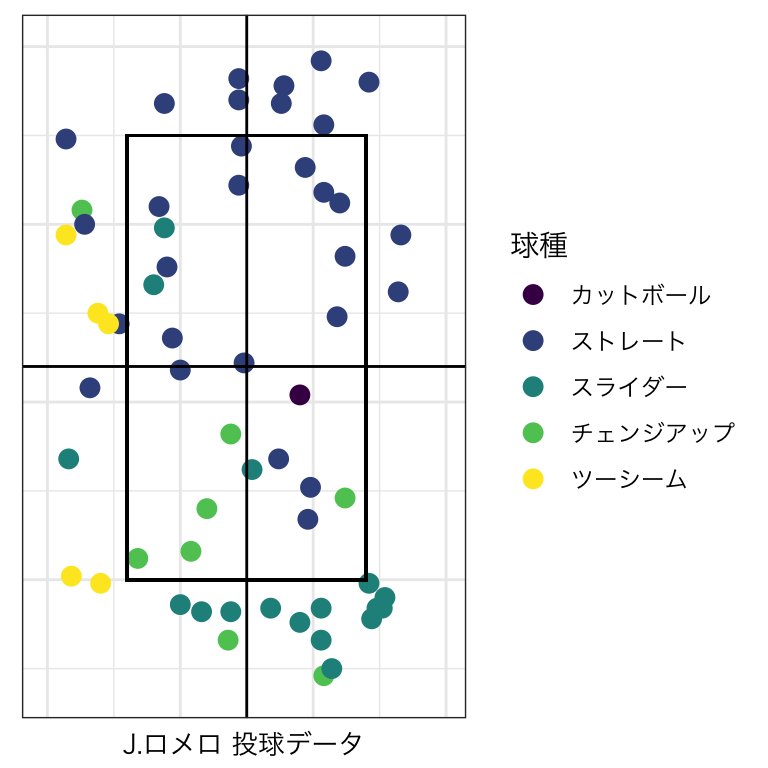 球種
カットボール
ストレート
スライダー
チェンジアップ
ツーシーム
J.ロメロ 投球データ